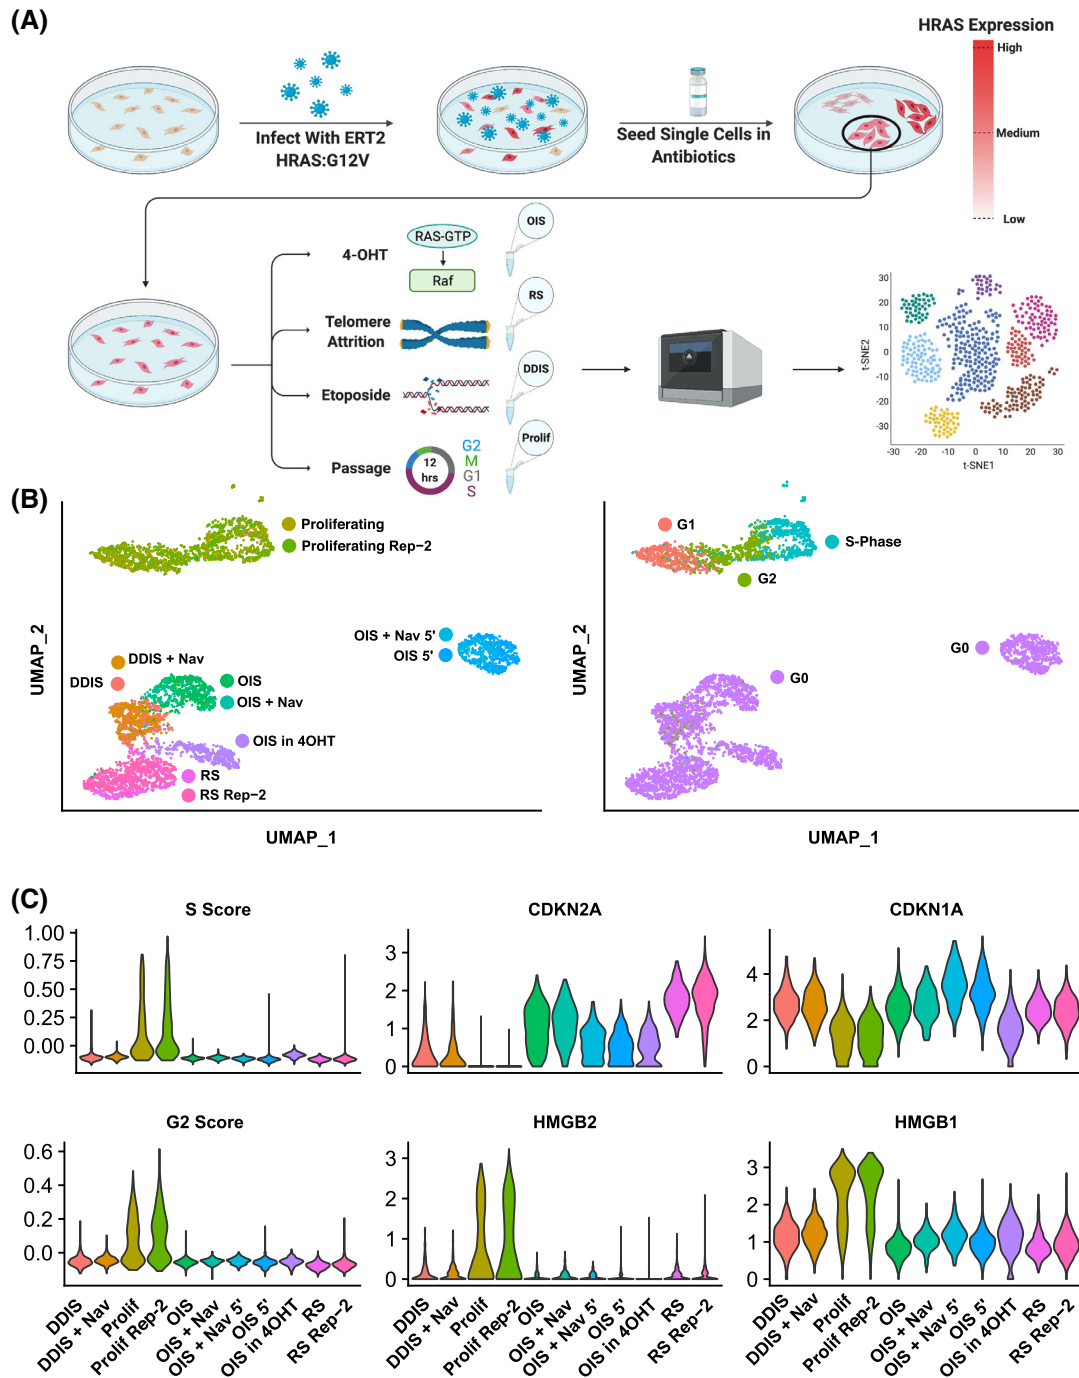 (A)
HRAS Expression
High
Medium
Low
Infect With ERT2
HRAS:G12V
Seed Single Cells in
Antibiotics
4-OHT
RAS-GTP
Raf
OIS
Telomere
Attrition
RS
Etoposide
DDIS
Passage
12
hrs
G2
M
G1
S
Prolif
t-SNE2
30
20
10
0
-10
-20
-30
-30
-20
-10
0
10
20
30
t-SNE1
(B)
UMAP_2
Proliferating
Proliferating Rep-2
OIS + Nav 5'
OIS 5'
DDIS + Nav
DDIS
OIS
OIS + Nav
OIS in 4OHT
RS
RS Rep-2
UMAP_1
UMAP_2
G1
S-Phase
G2
G0
G0
UMAP_1
(C)
S Score
1.00
0.75
0.50
0.25
0.00
CDKN2A
3
2
1
0
CDKN1A
4
2
0
G2 Score
0.6
0.4
0.2
0.0
DDIS
DDIS + Nav
Prolif
Prolif Rep-2
OIS
OIS + Nav
OIS + Nav 5'
OIS 5'
OIS in 4OHT
RS
RS Rep-2
HMGB2
3
2
1
0
DDIS
DDIS + Nav
Prolif
Prolif Rep-2
OIS
OIS + Nav
OIS + Nav 5'
OIS 5'
OIS in 4OHT
RS
RS Rep-2
HMGB1
3
2
1
0
DDIS
DDIS + Nav
Prolif
Prolif Rep-2
OIS
OIS + Nav
OIS + Nav 5'
OIS 5'
OIS in 4OHT
RS
RS Rep-2